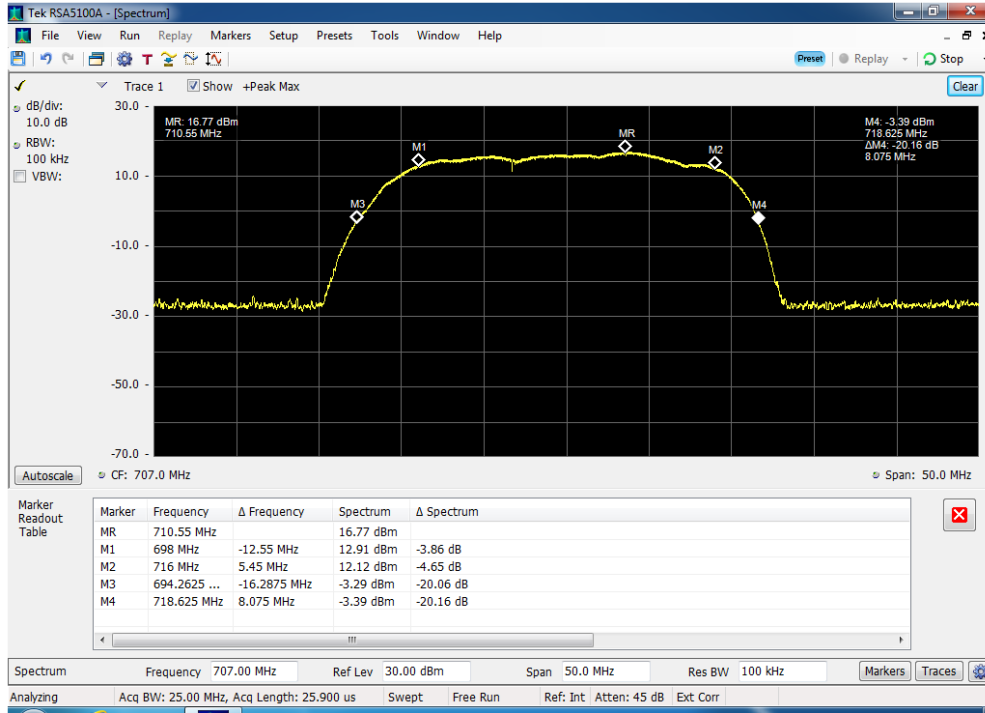 Tek RSA5100A - [Spectrum]
File View Run Replay Markers Setup Presets Tools Window Help
T Preset Replay Stop
Trace 1 Show +Peak Max Clear
dB/div:
10.0 dB
RBW:
100 kHz
VBW:
30.0
10.0
-10.0
-30.0
-50.0
-70.0
MR: 16.77 dBm
710.55 MHz
M4: -3.39 dBm
718.625 MHz
ΔM4: -20.16 dB
8.075 MHz
M1
MR
M2
M3
M4
Autoscale CF: 707.0 MHz Span: 50.0 MHz
Marker
Readout
Table
Marker Frequency Δ Frequency Spectrum Δ Spectrum
MR 710.55 MHz 16.77 dBm
M1 698 MHz -12.55 MHz 12.91 dBm -3.86 dB
M2 716 MHz 5.45 MHz 12.12 dBm -4.65 dB
M3 694.2625 ... -16.2875 MHz -3.29 dBm -20.06 dB
M4 718.625 MHz 8.075 MHz -3.39 dBm -20.16 dB
Spectrum Frequency 707.00 MHz Ref Lev 30.00 dBm Span 50.0 MHz Res BW 100 kHz Markers Traces
Analyzing Acq BW: 25.00 MHz, Acq Length: 25.900 us Swept Free Run Ref: Int Atten: 45 dB Ext Corr